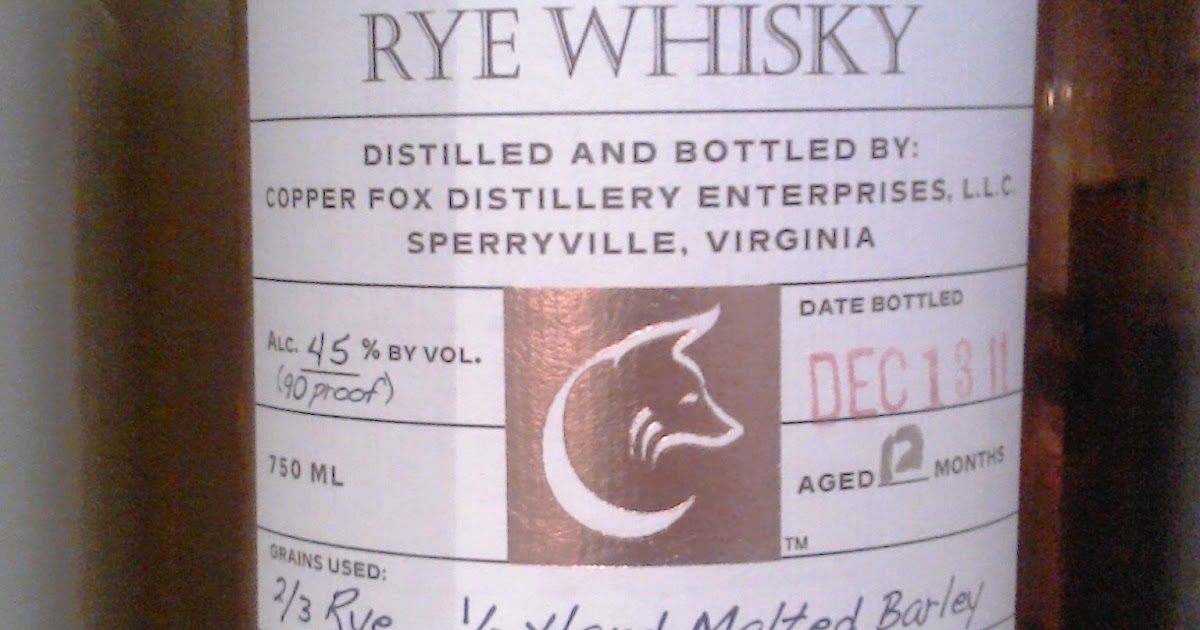 RYE WHISKY
DISTILLED AND BOTTLED BY:
COPPER FOX DISTILLERY ENTERPRISES, L.L.C.
SPERRYVILLE, VIRGINIA
ALC. 45 % BY VOL.
(90 proof)
750 ML
DATE BOTTLED
DEC 13 11
AGED 12 MONTHS
TM
GRAINS USED:
2/3 Rye Malted Barley